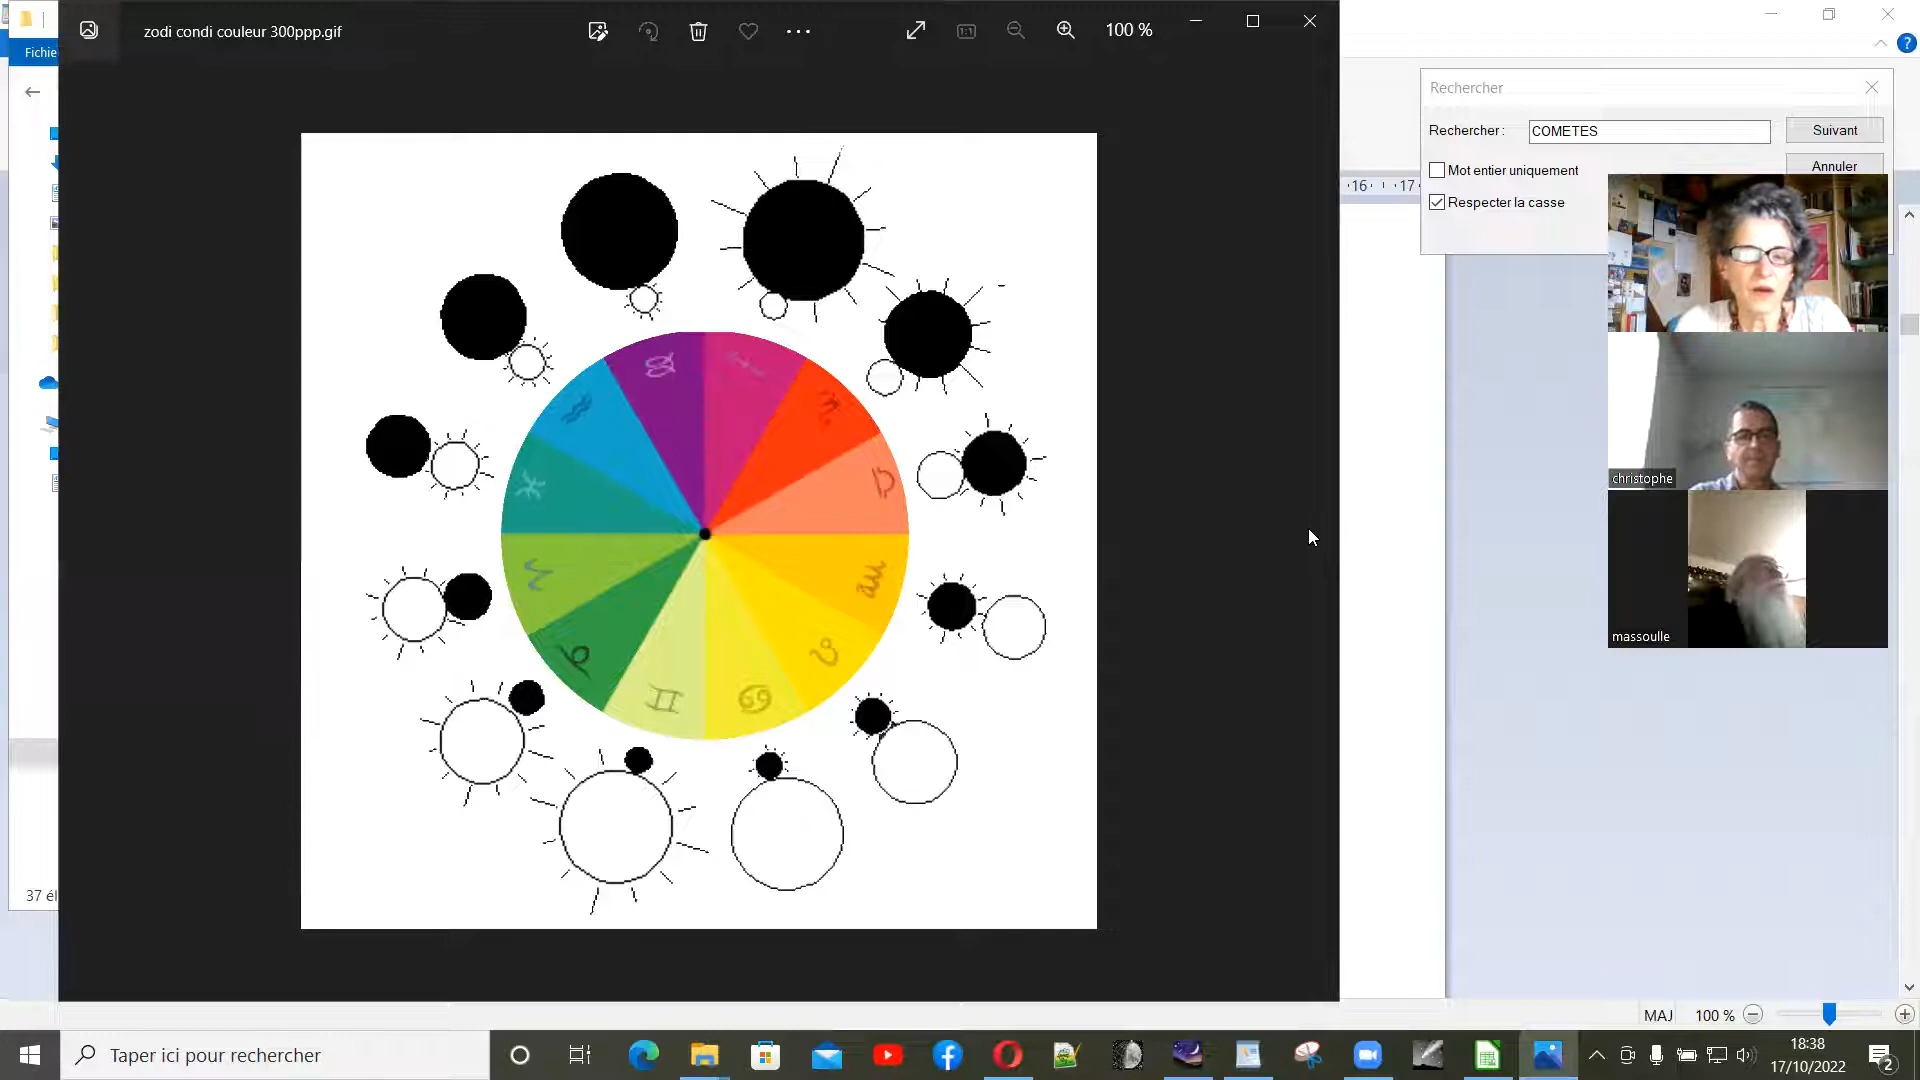 zodi condi couleur 300ppp.gif
100 %
Fichie
Rechercher
Rechercher :
COMETES
Suivant
Mot entier uniquement
Annuler
Respecter la casse
16 17
christophe
massoulle
37 él
MAJ
100 %
Taper ici pour rechercher
18:38
17/10/2022
2